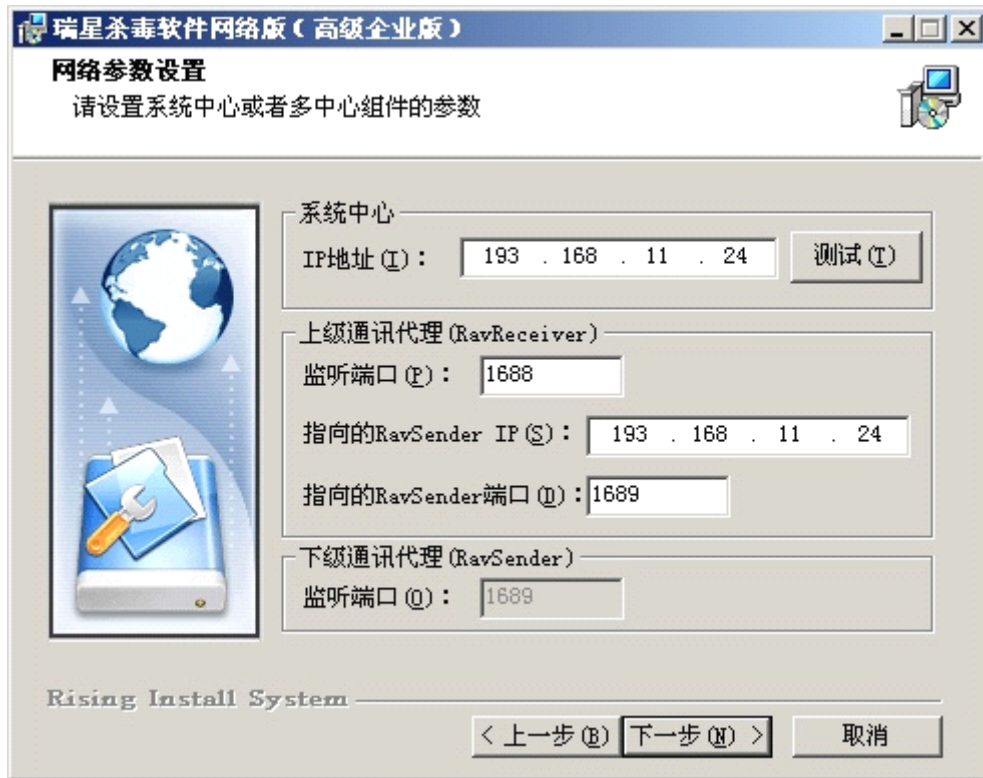 瑞星杀毒软件网络版(高级企业版)
网络参数设置
请设置系统中心或者多中心组件的参数
系统中心
IP地址(I): 193 . 168 . 11 . 24 测试(T)
上级通讯代理(RavReceiver)
监听端口(P): 1688
指向的RavSender IP(S): 193 . 168 . 11 . 24
指向的RavSender端口(D): 1689
下级通讯代理(RavSender)
监听端口(O): 1689
Rising Install System
< 上一步(B) 下一步(N) > 取消